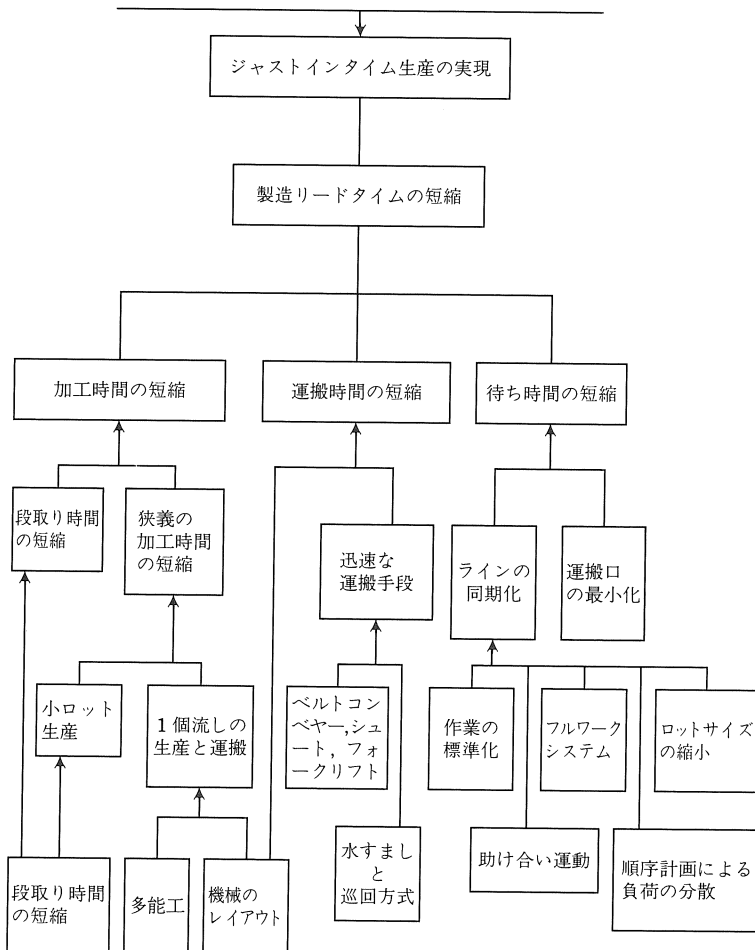 ジャストインタイム生産の実現
製造リードタイムの短縮
加工時間の短縮
運搬時間の短縮
待ち時間の短縮
段取り時間
の短縮
狭義の
加工時間
の短縮
迅速な
運搬手段
ラインの
同期化
運搬口
の最小化
小ロット
生産
1個流しの
生産と運搬
ベルトコン
ベヤー,シュ
ート,フォ
ークリフト
作業の
標準化
フルワーク
システム
ロットサイズ
の縮小
水すまし
と
巡回方式
助け合い運動
順序計画による
負荷の分散
段取り時間
の短縮
多能工
機械の
レイアウト